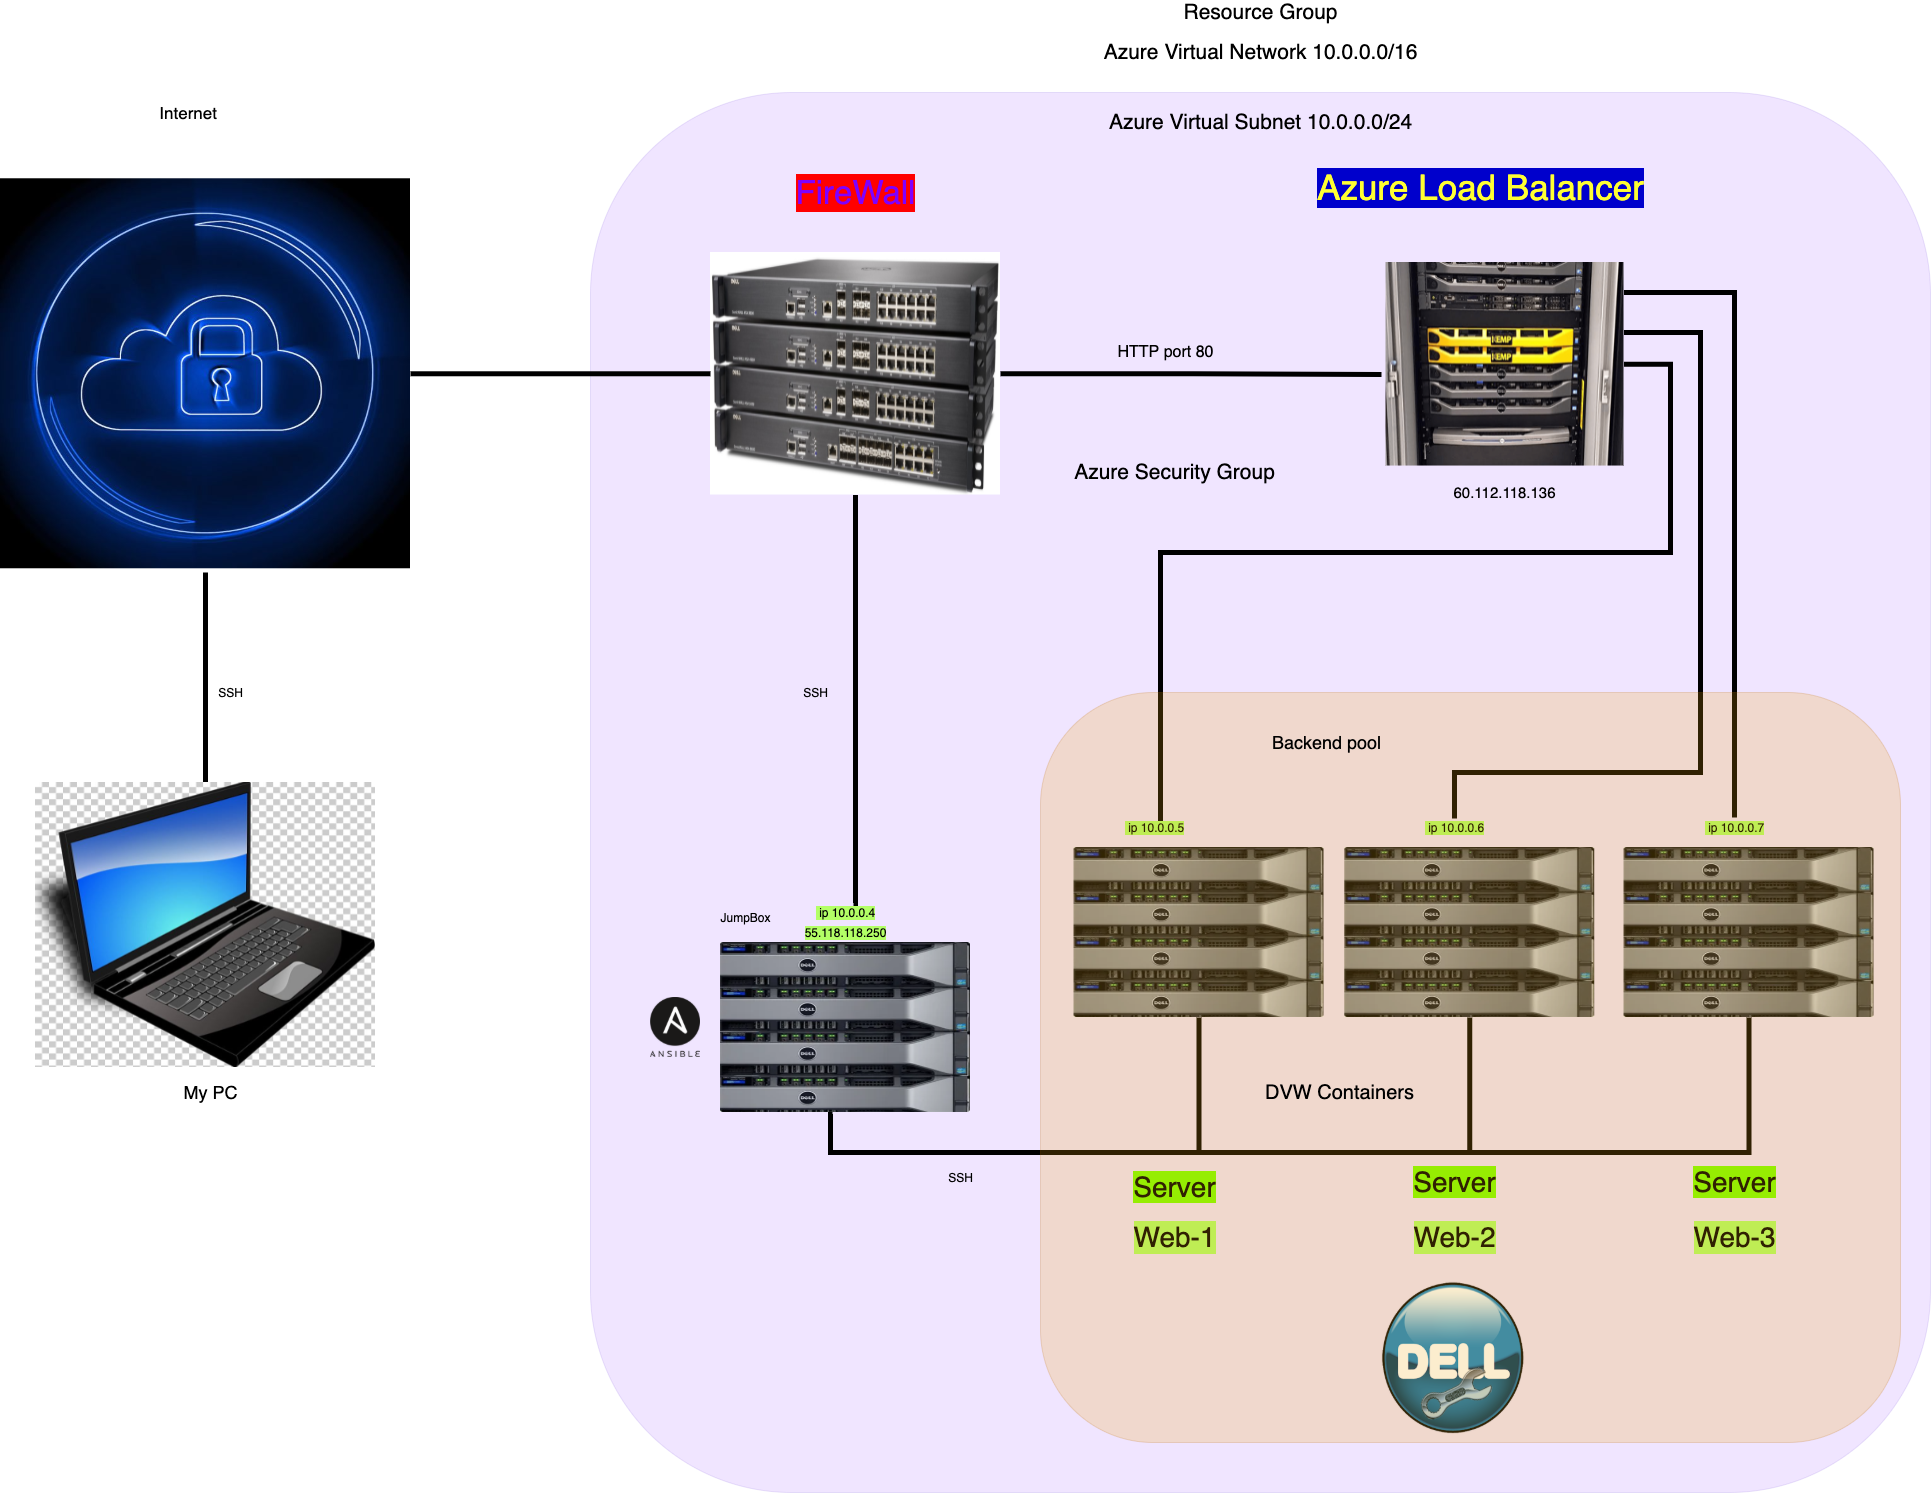 Resource Group
Azure Virtual Network 10.0.0.0/16
Internet
Azure Virtual Subnet 10.0.0.0/24
FireWall
Azure Load Balancer
HTTP port 80
KEMP
KEMP
Azure Security Group
60.112.118.136
SSH
SSH
Backend pool
ip 10.0.0.5
ip 10.0.0.6
ip 10.0.0.7
JumpBox
ip 10.0.0.4
55.118.118.250
ANSIBLE
My PC
DVW Containers
SSH
Server
Web-1
Server
Web-2
Server
Web-3
DELL